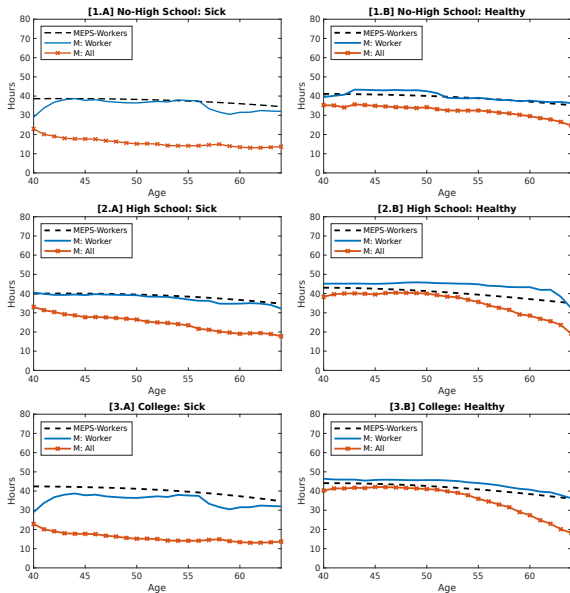 [1.A] No-High School: Sick
80
70
60
50
40
30
20
10
0
Hours
MEPS-Workers
M: Worker
M: All
40 45 50 55 60
Age
[1.B] No-High School: Healthy
80
70
60
50
40
30
20
10
0
Hours
MEPS-Workers
M: Worker
M: All
40 45 50 55 60
Age
[2.A] High School: Sick
80
70
60
50
40
30
20
10
0
Hours
MEPS-Workers
M: Worker
M: All
40 45 50 55 60
Age
[2.B] High School: Healthy
80
70
60
50
40
30
20
10
0
Hours
MEPS-Workers
M: Worker
M: All
40 45 50 55 60
Age
[3.A] College: Sick
80
70
60
50
40
30
20
10
0
Hours
MEPS-Workers
M: Worker
M: All
40 45 50 55 60
Age
[3.B] College: Healthy
80
70
60
50
40
30
20
10
0
Hours
MEPS-Workers
M: Worker
M: All
40 45 50 55 60
Age